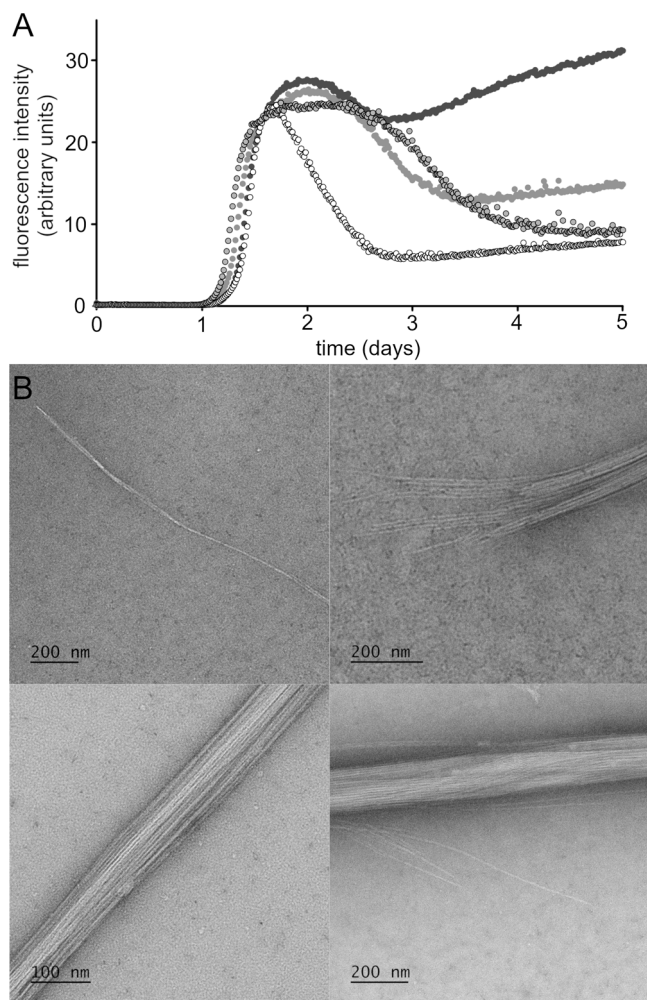 A
fluorescence intensity
(arbitrary units)
30
20
10
0
0 1 2 3 4 5
time (days)
B
200 nm
200 nm
100 nm
200 nm